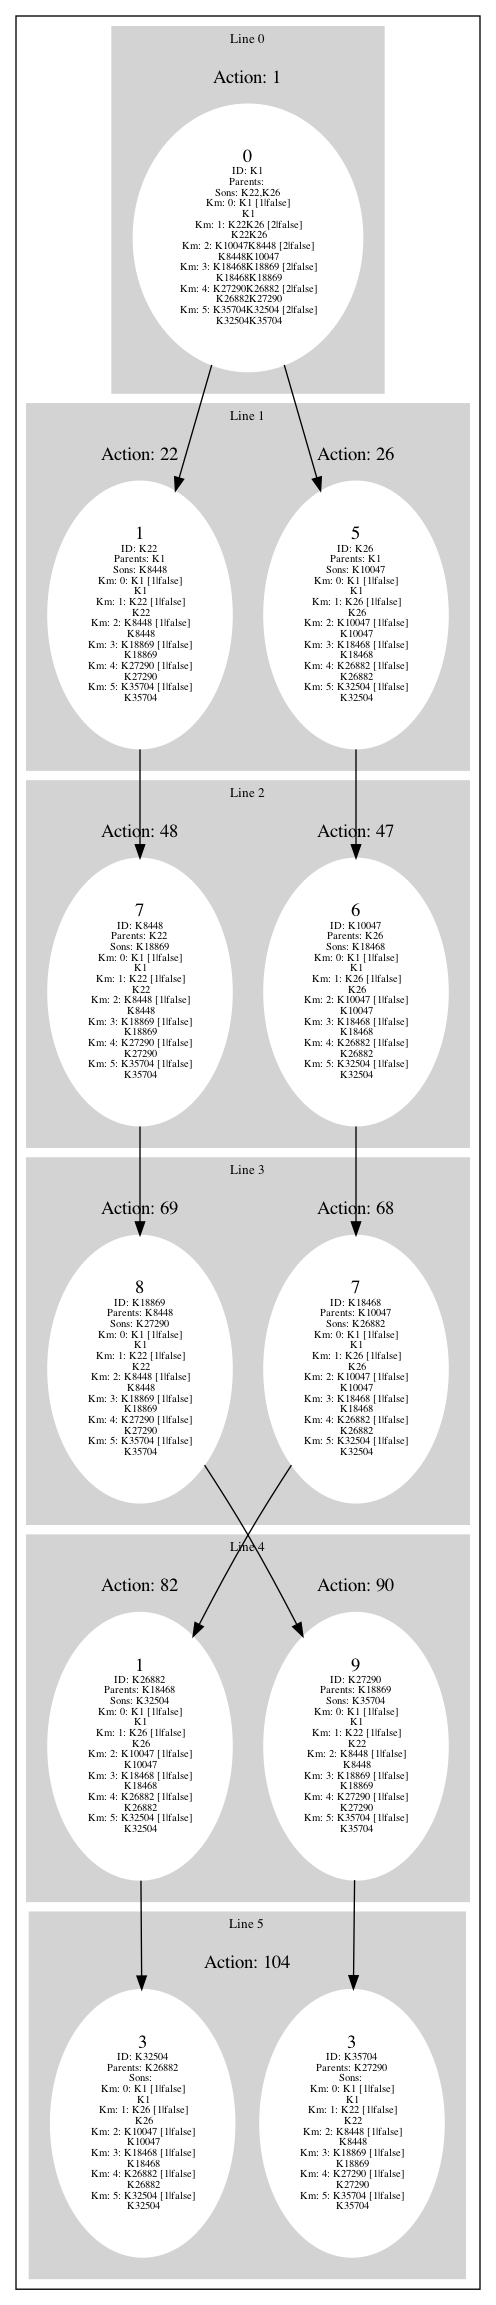 Line 0
Action: 1
0
ID: K1
Parents:
Sons: K22,K26
Km: 0: K1 [1|false]
K1
Km: 1: K22K26 [2|false]
K22K26
Km: 2: K10047K8448 [2|false]
K8448K10047
Km: 3: K18468K18869 [2|false]
K18468K18869
Km: 4: K27290K26882 [2|false]
K26882K27290
Km: 5: K35704K32504 [2|false]
K32504K35704
Line 1
Action: 22
1
ID: K22
Parents: K1
Sons: K8448
Km: 0: K1 [1|false]
K1
Km: 1: K22 [1|false]
K22
Km: 2: K8448 [1|false]
K8448
Km: 3: K18869 [1|false]
K18869
Km: 4: K27290 [1|false]
K27290
Km: 5: K35704 [1|false]
K35704
Action: 26
5
ID: K26
Parents: K1
Sons: K10047
Km: 0: K1 [1|false]
K1
Km: 1: K26 [1|false]
K26
Km: 2: K10047 [1|false]
K10047
Km: 3: K18468 [1|false]
K18468
Km: 4: K26882 [1|false]
K26882
Km: 5: K32504 [1|false]
K32504
Line 2
Action: 48
7
ID: K8448
Parents: K22
Sons: K18869
Km: 0: K1 [1|false]
K1
Km: 1: K22 [1|false]
K22
Km: 2: K8448 [1|false]
K8448
Km: 3: K18869 [1|false]
K18869
Km: 4: K27290 [1|false]
K27290
Km: 5: K35704 [1|false]
K35704
Action: 47
6
ID: K10047
Parents: K26
Sons: K18468
Km: 0: K1 [1|false]
K1
Km: 1: K26 [1|false]
K26
Km: 2: K10047 [1|false]
K10047
Km: 3: K18468 [1|false]
K18468
Km: 4: K26882 [1|false]
K26882
Km: 5: K32504 [1|false]
K32504
Line 3
Action: 69
8
ID: K18869
Parents: K8448
Sons: K27290
Km: 0: K1 [1|false]
K1
Km: 1: K22 [1|false]
K22
Km: 2: K8448 [1|false]
K8448
Km: 3: K18869 [1|false]
K18869
Km: 4: K27290 [1|false]
K27290
Km: 5: K35704 [1|false]
K35704
Action: 68
7
ID: K18468
Parents: K10047
Sons: K26882
Km: 0: K1 [1|false]
K1
Km: 1: K26 [1|false]
K26
Km: 2: K10047 [1|false]
K10047
Km: 3: K18468 [1|false]
K18468
Km: 4: K26882 [1|false]
K26882
Km: 5: K32504 [1|false]
K32504
Line 4
Action: 82
1
ID: K26882
Parents: K18468
Sons: K32504
Km: 0: K1 [1|false]
K1
Km: 1: K26 [1|false]
K26
Km: 2: K10047 [1|false]
K10047
Km: 3: K18468 [1|false]
K18468
Km: 4: K26882 [1|false]
K26882
Km: 5: K32504 [1|false]
K32504
Action: 90
9
ID: K27290
Parents: K18869
Sons: K35704
Km: 0: K1 [1|false]
K1
Km: 1: K22 [1|false]
K22
Km: 2: K8448 [1|false]
K8448
Km: 3: K18869 [1|false]
K18869
Km: 4: K27290 [1|false]
K27290
Km: 5: K35704 [1|false]
K35704
Line 5
Action: 104
3
ID: K32504
Parents: K26882
Sons:
Km: 0: K1 [1|false]
K1
Km: 1: K26 [1|false]
K26
Km: 2: K10047 [1|false]
K10047
Km: 3: K18468 [1|false]
K18468
Km: 4: K26882 [1|false]
K26882
Km: 5: K32504 [1|false]
K32504
3
ID: K35704
Parents: K27290
Sons:
Km: 0: K1 [1|false]
K1
Km: 1: K22 [1|false]
K22
Km: 2: K8448 [1|false]
K8448
Km: 3: K18869 [1|false]
K18869
Km: 4: K27290 [1|false]
K27290
Km: 5: K35704 [1|false]
K35704